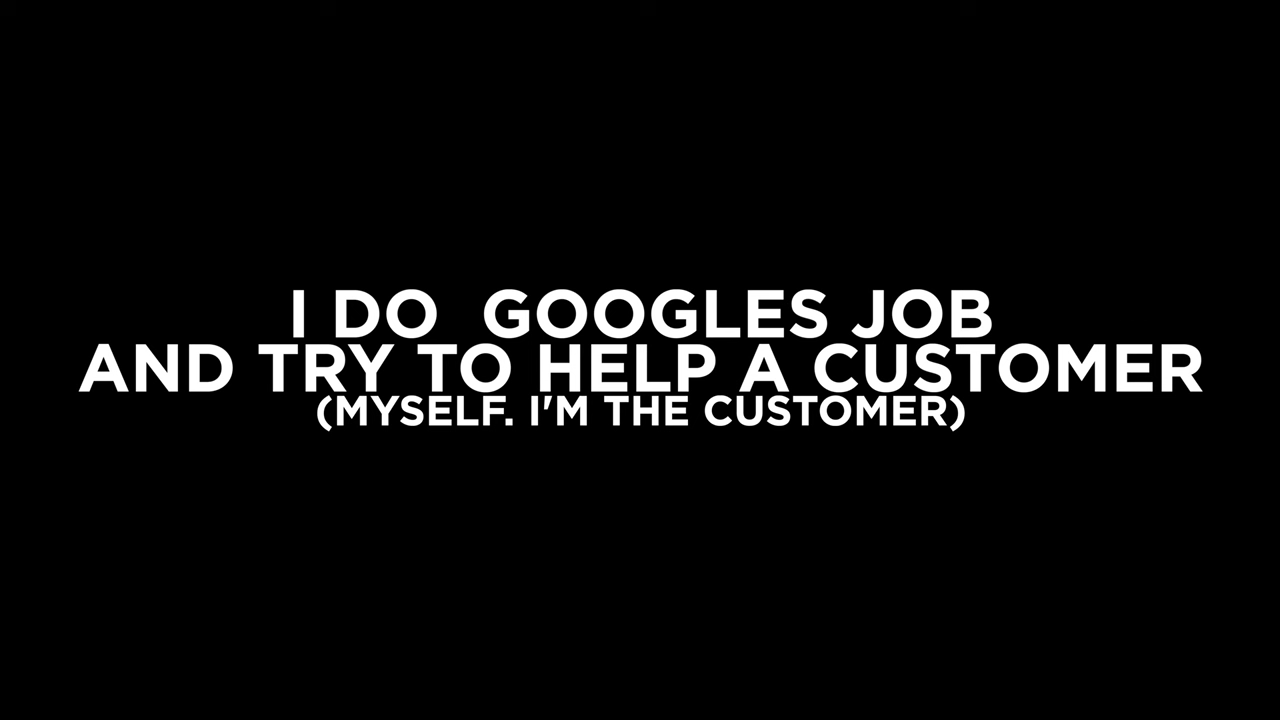 I DO  GOOGLES JOB
AND TRY TO HELP A CUSTOMER
(MYSELF. I'M THE CUSTOMER)